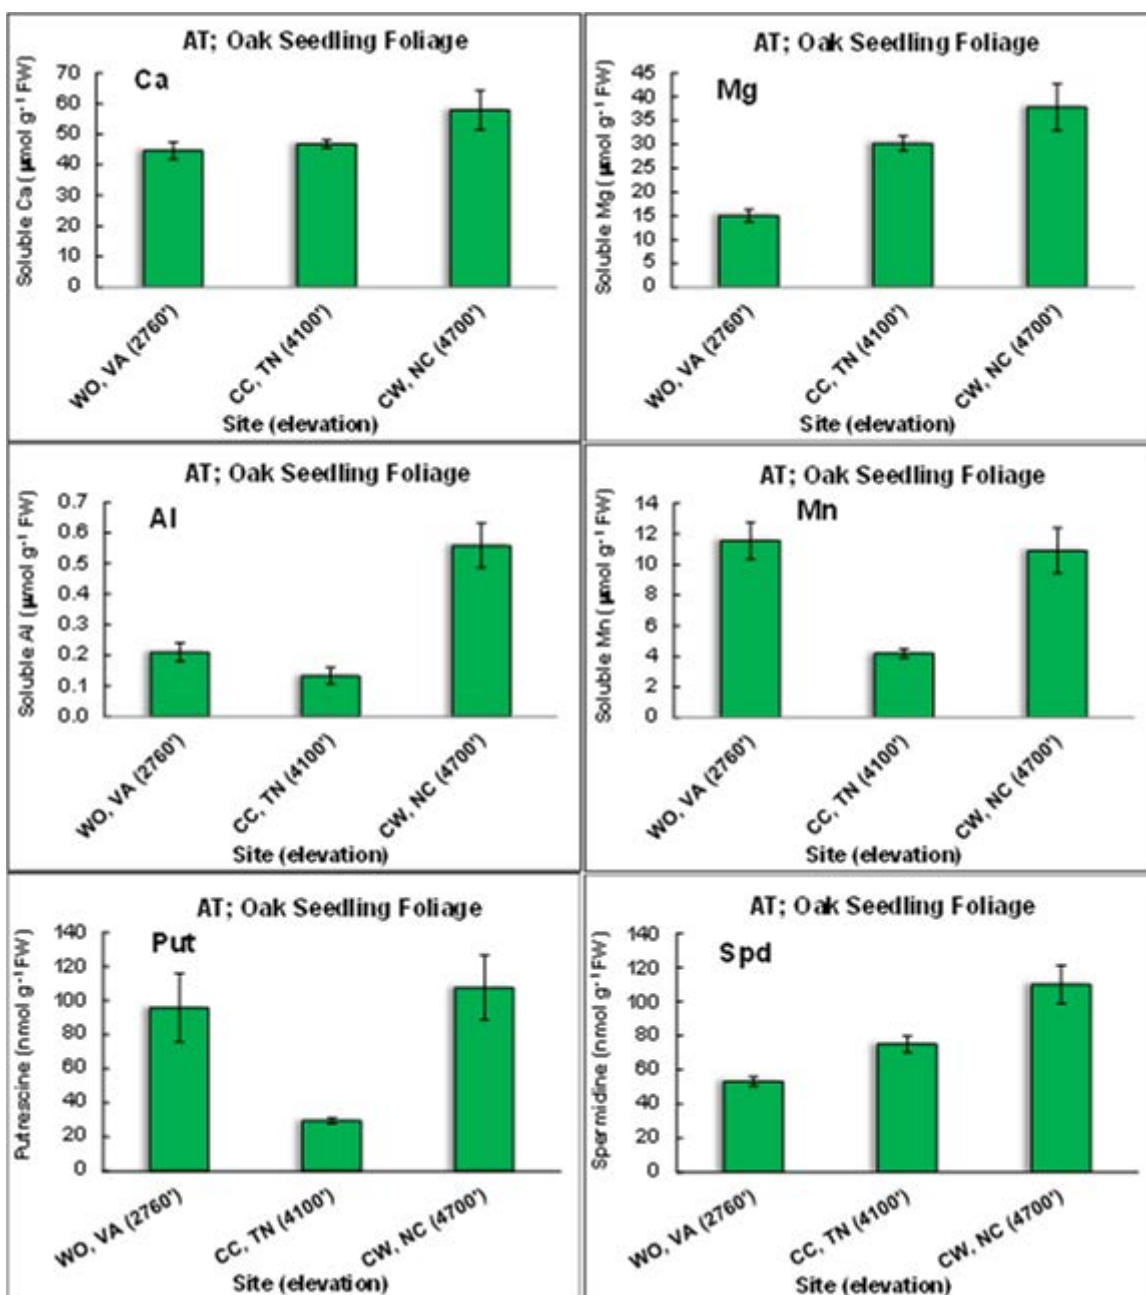 AT; Oak Seedling Foliage
Ca
Soluble Ca ( µmol g⁻¹ FW)
70
60
50
40
30
20
10
0
WO, VA (2760')
CC, TN (4100')
CW, NC (4700')
Site (elevation)
AT; Oak Seedling Foliage
Mg
Soluble Mg ( µmol g⁻¹ FW)
45
40
35
30
25
20
15
10
5
0
WO, VA (2760')
CC, TN (4100')
CW, NC (4700')
Site (elevation)
AT; Oak Seedling Foliage
Al
Soluble Al ( µmol g⁻¹ FW)
0.7
0.6
0.5
0.4
0.3
0.2
0.1
0.0
WO, VA (2760')
CC, TN (4100')
CW, NC (4700')
Site (elevation)
AT; Oak Seedling Foliage
Mn
Soluble Mn ( µmol g⁻¹ FW)
14
12
10
8
6
4
2
0
WO, VA (2760')
CC, TN (4100')
CW, NC (4700')
Site (elevation)
AT; Oak Seedling Foliage
Put
Putrescine (nmol g⁻¹ FW)
140
120
100
80
60
40
20
0
WO, VA (2760')
CC, TN (4100')
CW, NC (4700')
Site (elevation)
AT; Oak Seedling Foliage
Spd
Spermidine (nmol g⁻¹ FW)
140
120
100
80
60
40
20
0
WO, VA (2760')
CC, TN (4100')
CW, NC (4700')
Site (elevation)